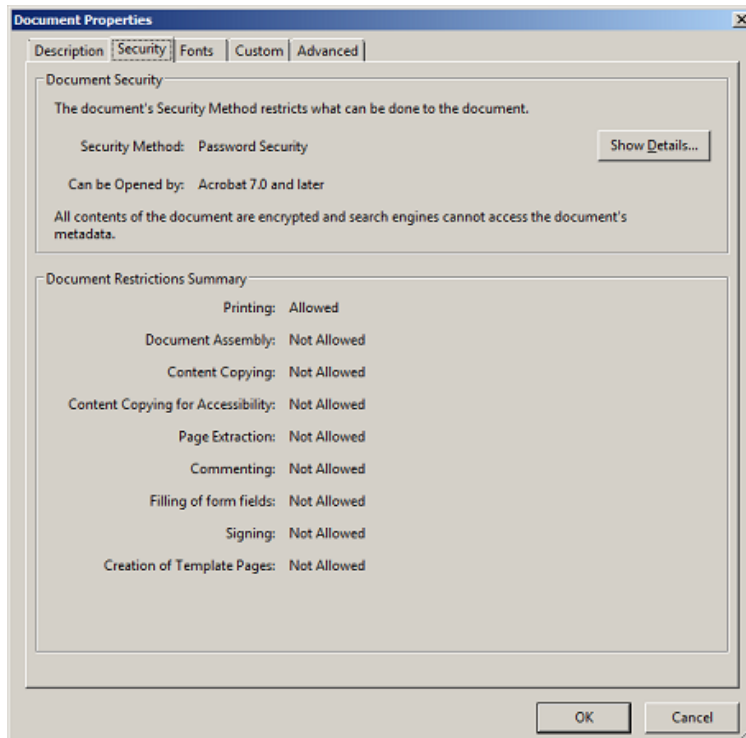 Document Properties
Description Security Fonts Custom Advanced
Document Security
The document's Security Method restricts what can be done to the document.
Security Method: Password Security
Show Details...
Can be Opened by: Acrobat 7.0 and later
All contents of the document are encrypted and search engines cannot access the document's
metadata.
Document Restrictions Summary
Printing: Allowed
Document Assembly: Not Allowed
Content Copying: Not Allowed
Content Copying for Accessibility: Not Allowed
Page Extraction: Not Allowed
Commenting: Not Allowed
Filling of form fields: Not Allowed
Signing: Not Allowed
Creation of Template Pages: Not Allowed
OK Cancel